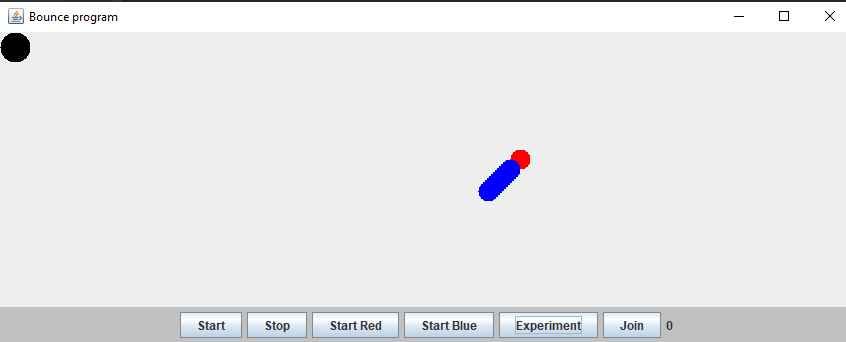 Bounce program
Start Stop Start Red Start Blue Experiment Join 0